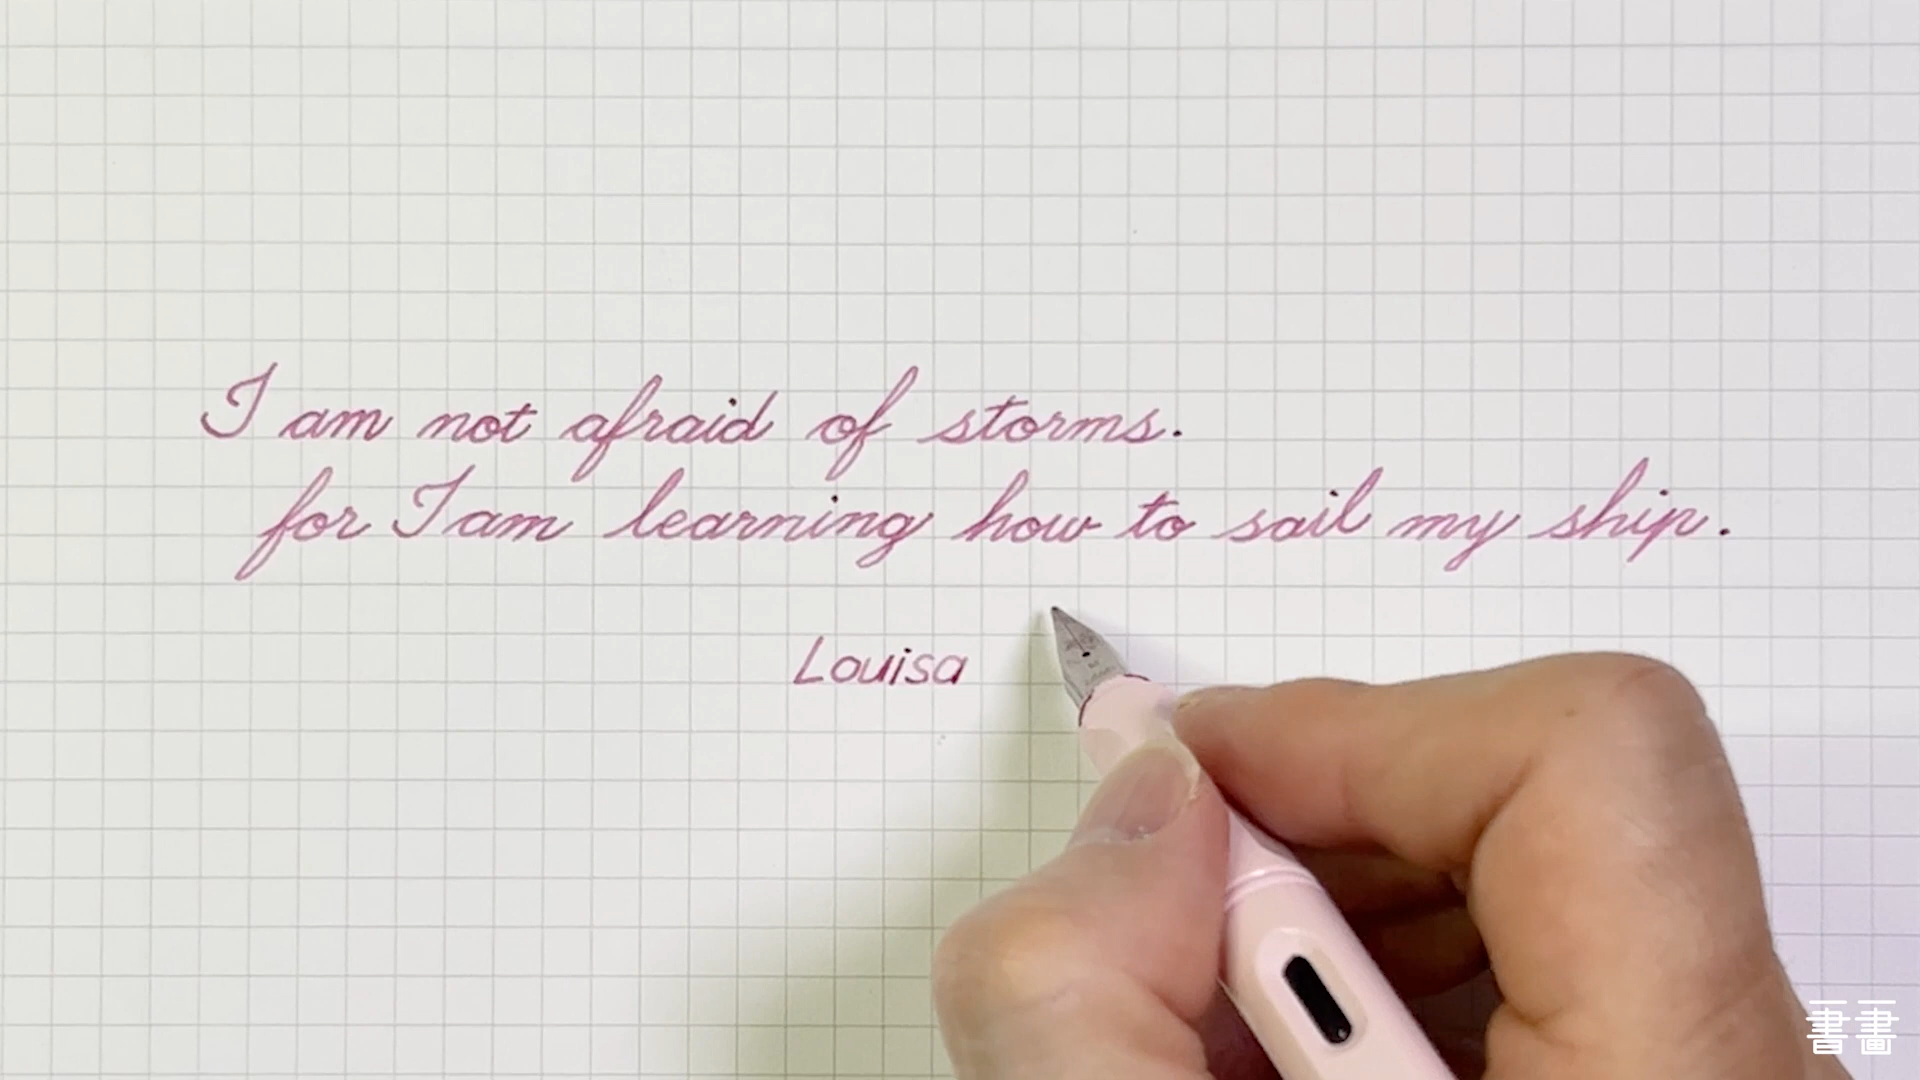 I am not afraid of storms.
for I am learning how to sail my ship.
Louisa
書畫